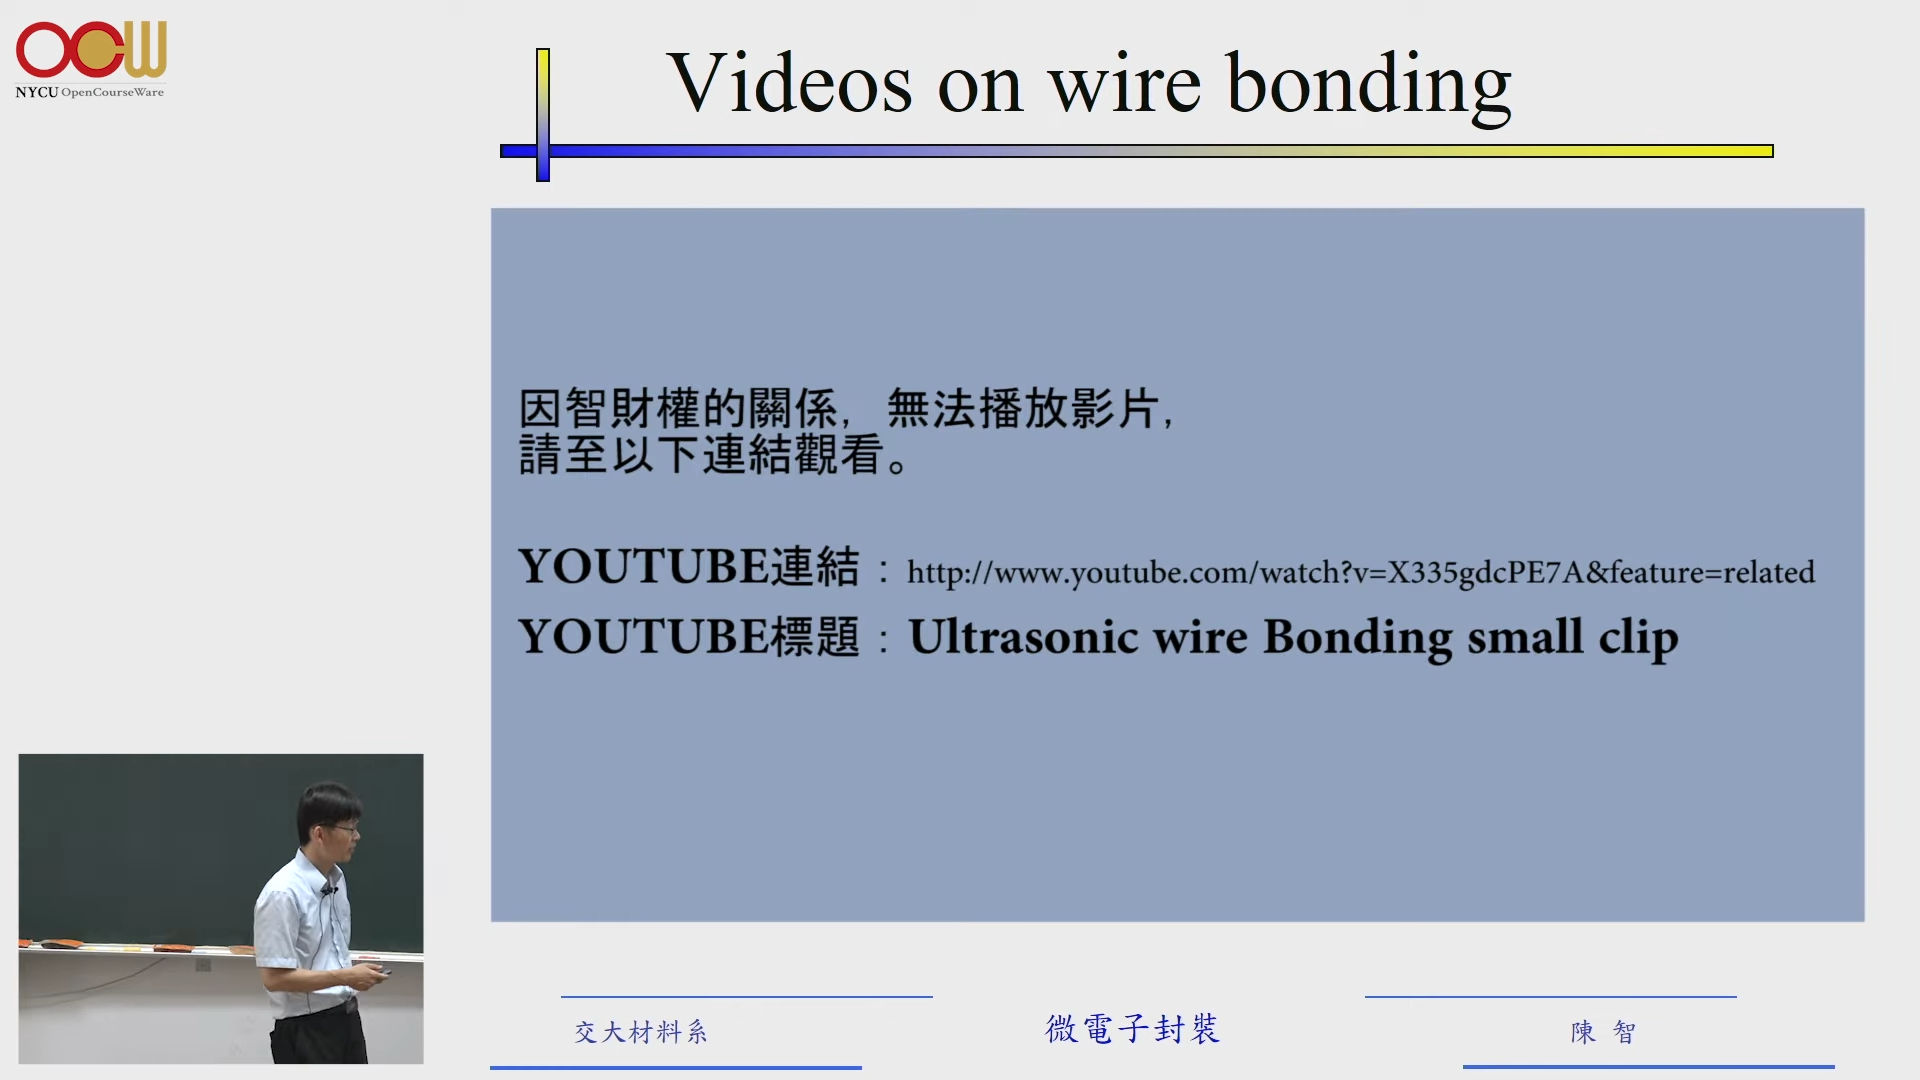 OCW
NYCU OpenCourseWare
Videos on wire bonding
因智財權的關係，無法播放影片，
請至以下連結觀看。
YOUTUBE連結：http://www.youtube.com/watch?v=X335gdcPE7A&feature=related
YOUTUBE標題：Ultrasonic wire Bonding small clip
交大材料系
微電子封裝
陳 智